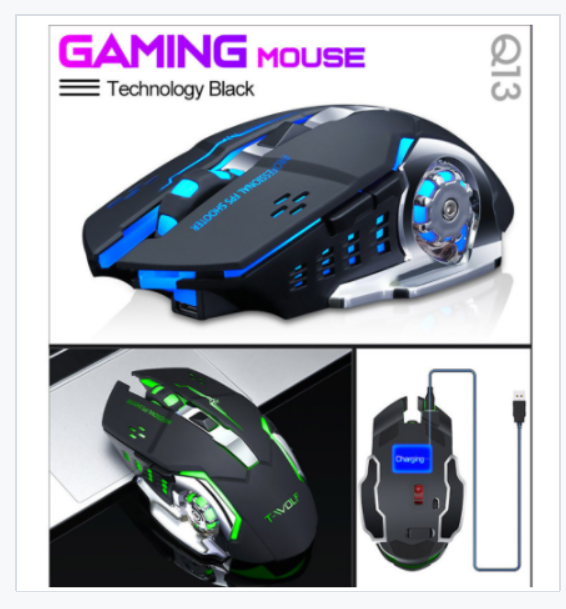 GAMING MOUSE
Technology Black
Q13
PROFESSIONAL FPS SHOOTER
T-WOLF
Charging